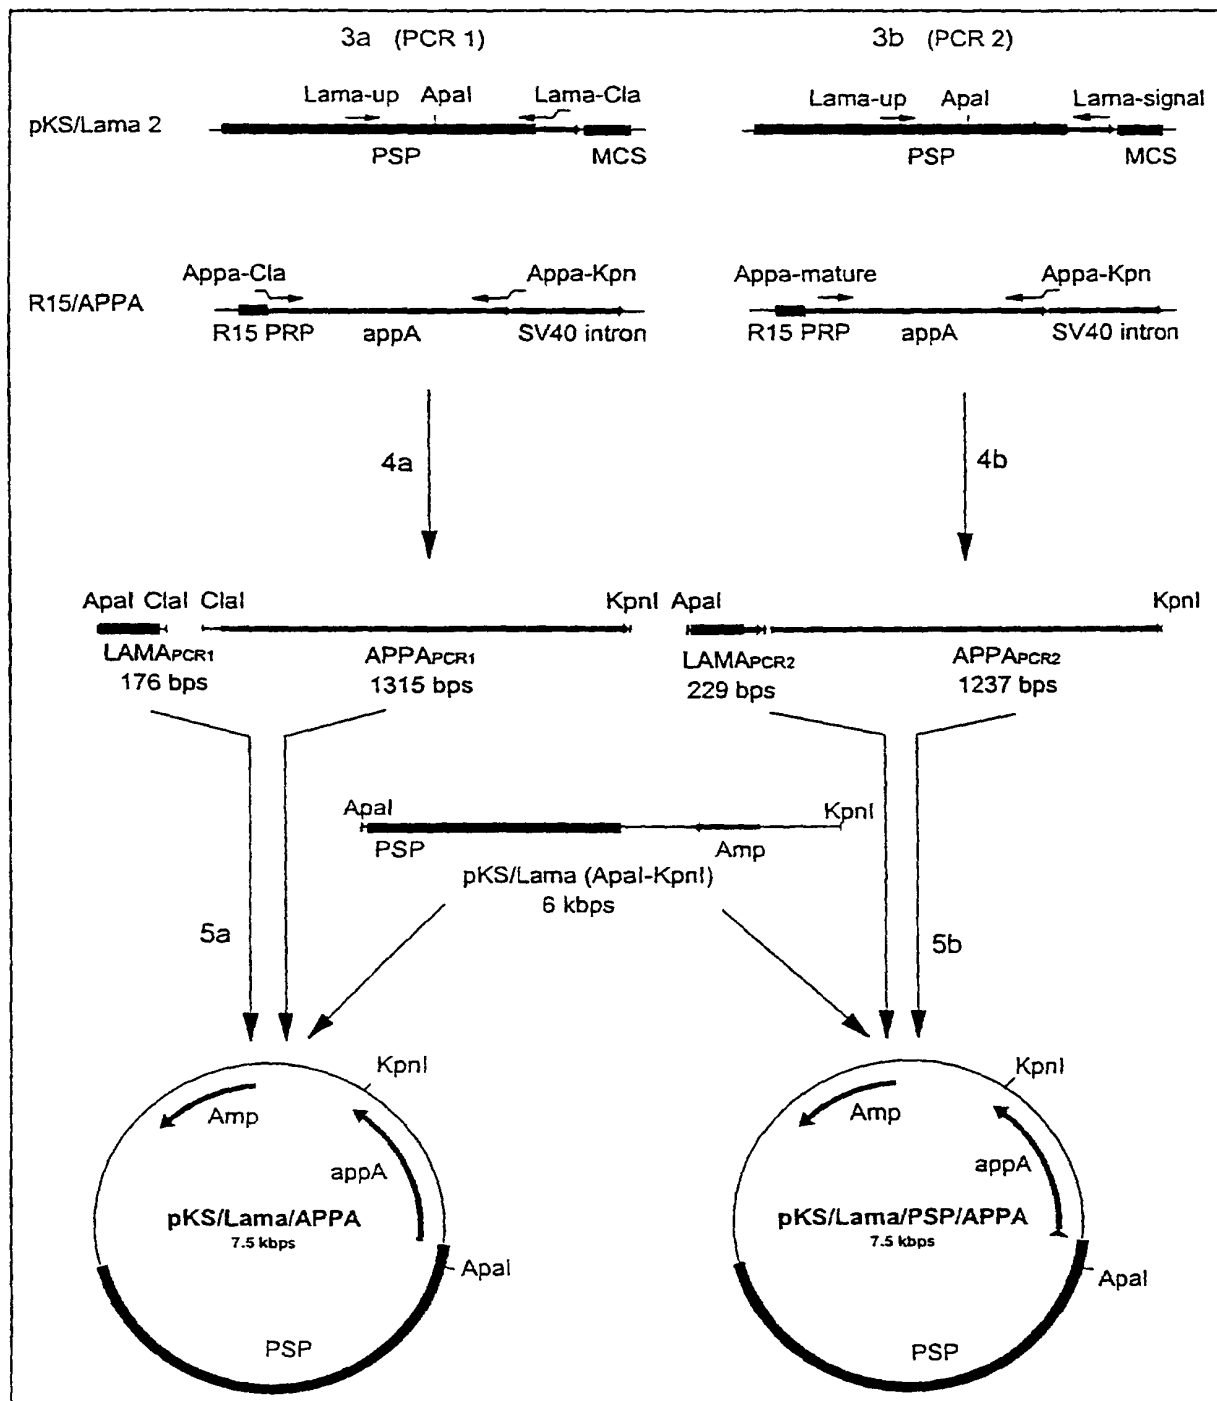 3a (PCR 1)
3b (PCR 2)
Lama-up ApaI Lama-Cla
Lama-up ApaI Lama-signal
pKS/Lama 2
PSP MCS
PSP MCS
Appa-Cla Appa-Kpn
Appa-mature Appa-Kpn
R15/APPA
R15 PRP appA SV40 intron
R15 PRP appA SV40 intron
4a
4b
ApaI ClaI ClaI KpnI
ApaI KpnI
LAMAPCR1
176 bps
APPAPCR1
1315 bps
LAMAPCR2
229 bps
APPAPCR2
1237 bps
ApaI KpnI
PSP Amp
pKS/Lama (ApaI-KpnI)
6 kbps
5a
5b
KpnI
Amp
appA
pKS/Lama/APPA
7.5 kbps
ApaI
PSP
KpnI
Amp
appA
pKS/Lama/PSP/APPA
7.5 kbps
ApaI
PSP